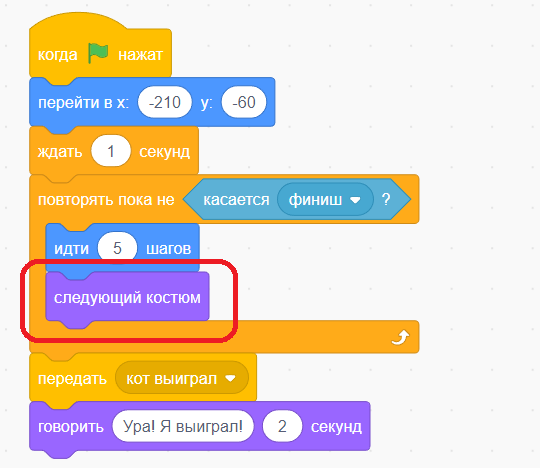 когда нажат
перейти в x: -210 y: -60
ждать 1 секунд
повторять пока не касается финиш ?
идти 5 шагов
следующий костюм
передать кот выиграл
говорить Ура! Я выиграл! 2 секунд